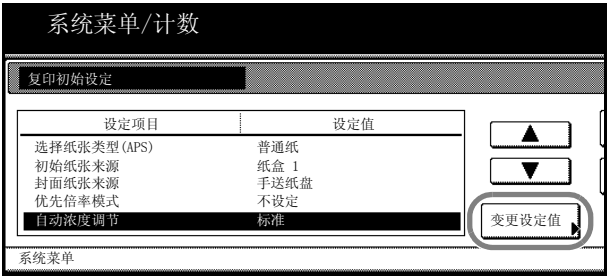 系统菜单/计数
复印初始设定
设定项目 设定值
选择纸张类型(APS) 普通纸
初始纸张来源 纸盒 1
封面纸张来源 手送纸盘
优先倍率模式 不设定
自动浓度调节 标准
变更设定值
系统菜单